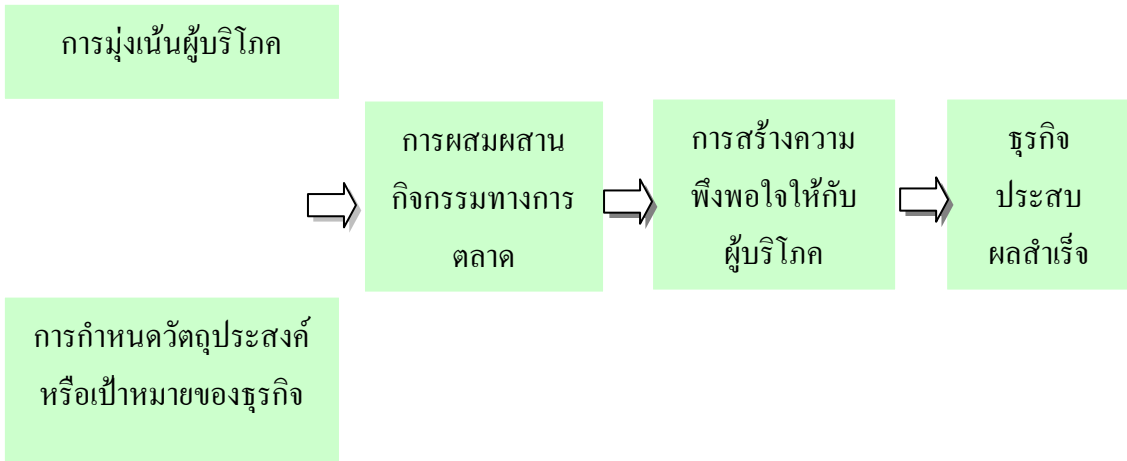 การมุ่งเน้นผู้บริโภค
การผสมผสาน
กิจกรรมทางการ
ตลาด
การสร้างความ
พึงพอใจให้กับ
ผู้บริโภค
ธุรกิจ
ประสบ
ผลสำเร็จ
การกำหนดวัตถุประสงค์
หรือเป้าหมายของธุรกิจ